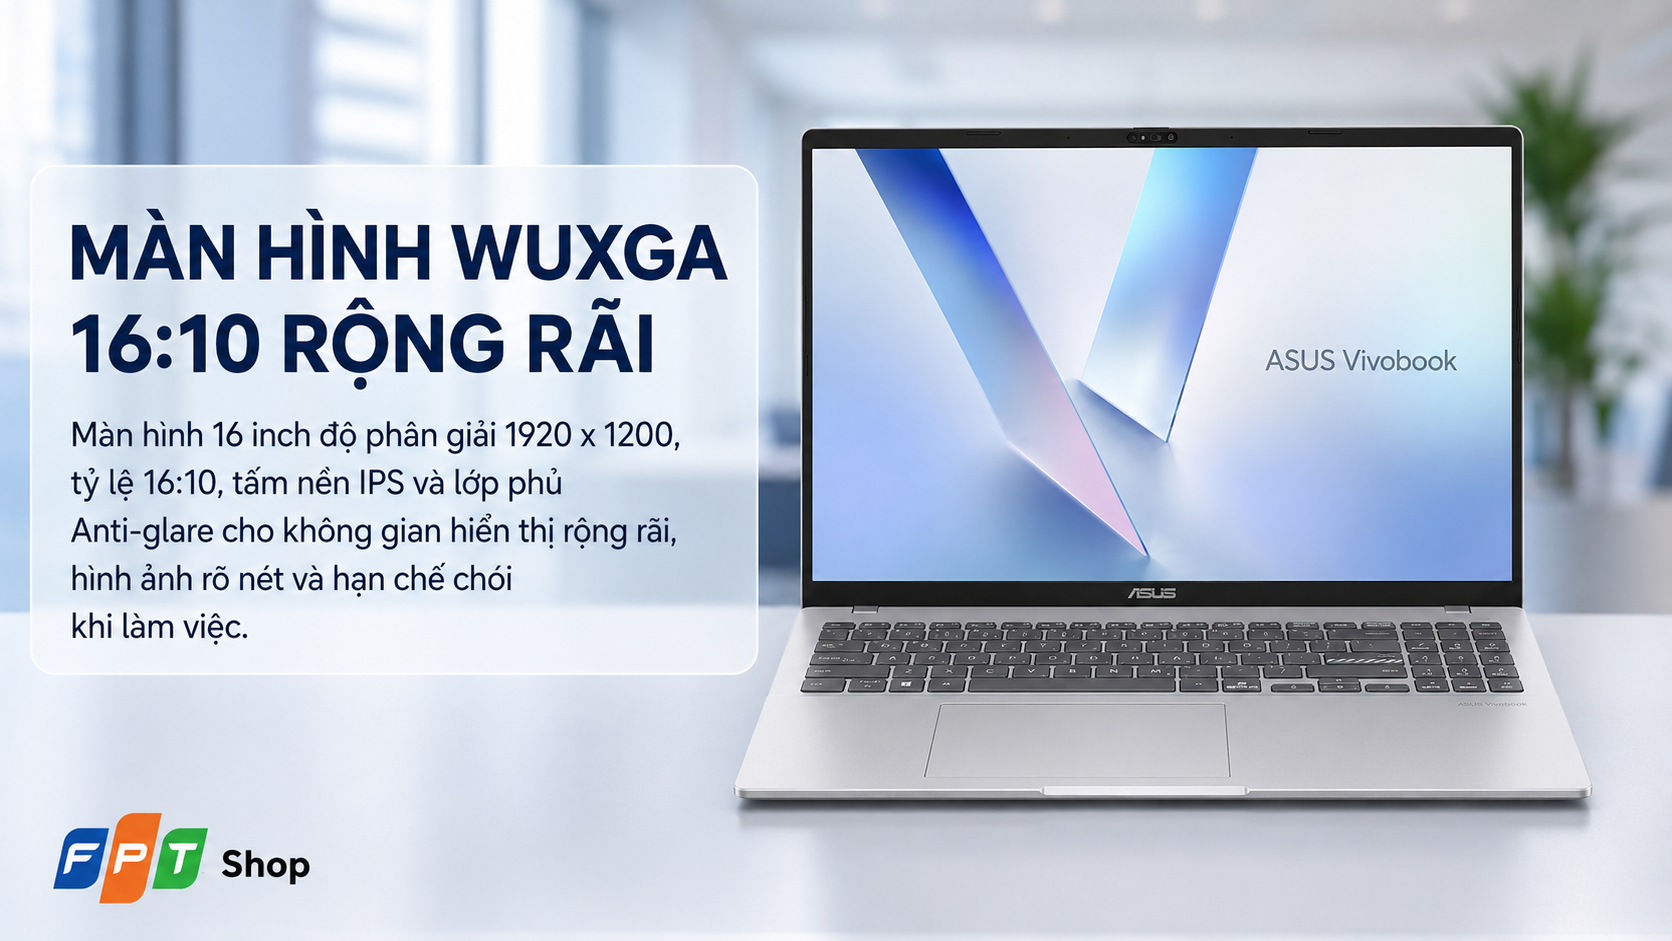 MÀN HÌNH WUXGA
16:10 RỘNG RÃI
Màn hình 16 inch độ phân giải 1920 x 1200,
tỷ lệ 16:10, tấm nền IPS và lớp phủ
Anti-glare cho không gian hiển thị rộng rãi,
hình ảnh rõ nét và hạn chế chói
khi làm việc.
ASUS Vivobook
ASUS
ASUS Vivobook
FPT Shop